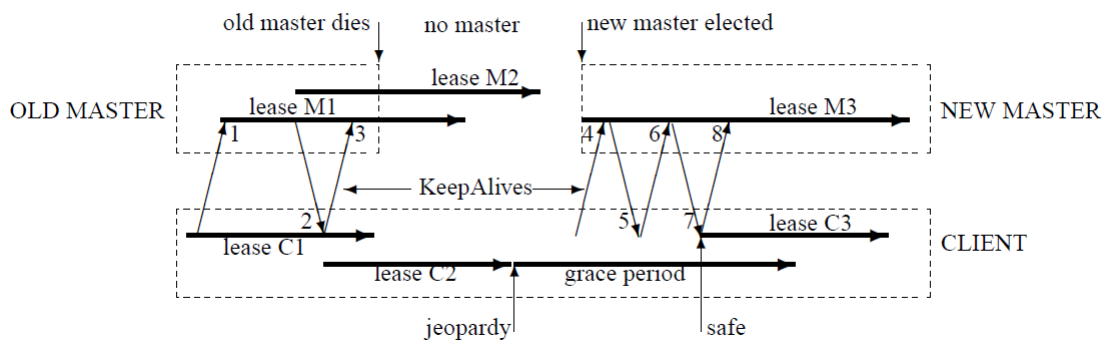 old master dies no master new master elected
lease M2
OLD MASTER lease M1 lease M3 NEW MASTER
1 3 4 6 8
KeepAlives
2 5 7
lease C1 lease C3 CLIENT
lease C2 grace period
jeopardy safe